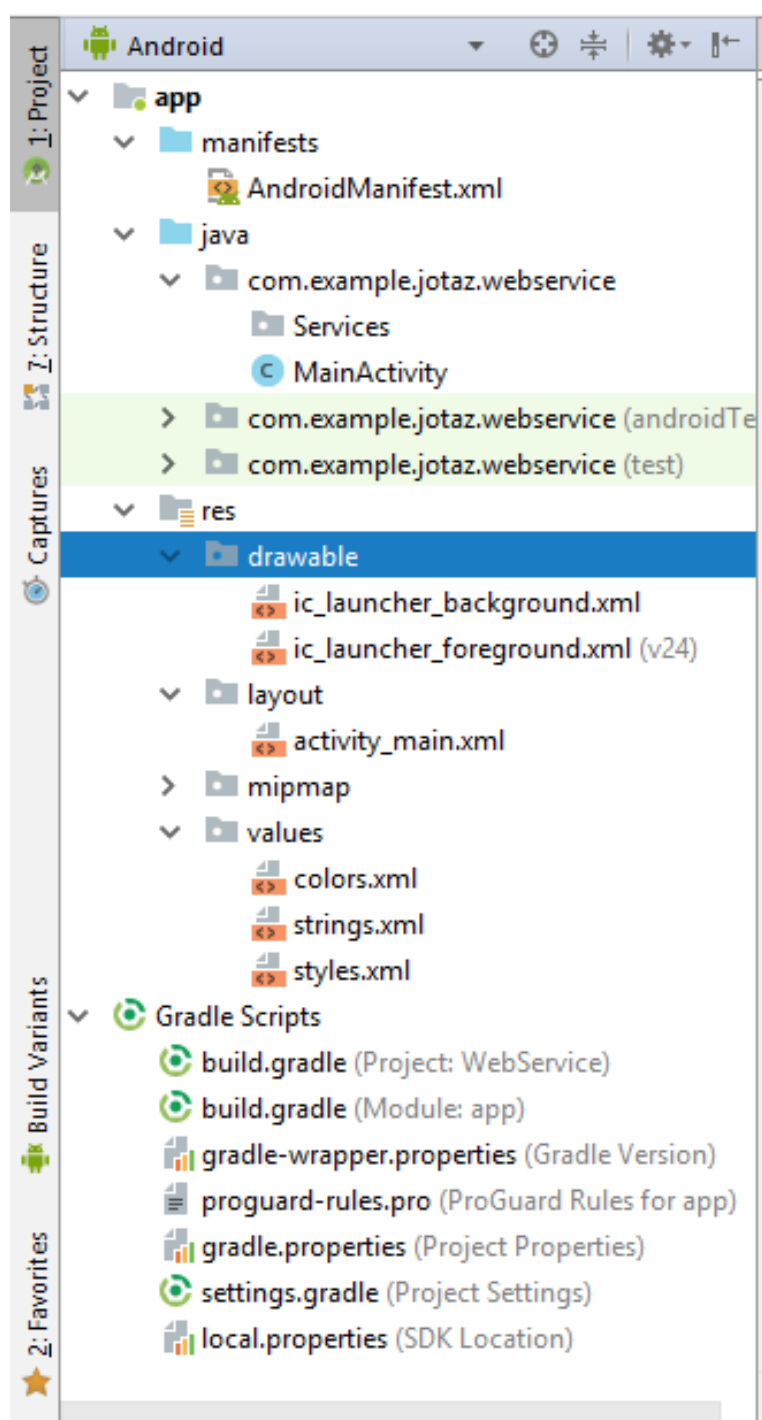 Android
app
manifests
AndroidManifest.xml
java
com.example.jotaz.webservice
Services
MainActivity
com.example.jotaz.webservice (androidTe
com.example.jotaz.webservice (test)
res
drawable
ic_launcher_background.xml
ic_launcher_foreground.xml (v24)
layout
activity_main.xml
mipmap
values
colors.xml
strings.xml
styles.xml
Gradle Scripts
build.gradle (Project: WebService)
build.gradle (Module: app)
gradle-wrapper.properties (Gradle Version)
proguard-rules.pro (ProGuard Rules for app)
gradle.properties (Project Properties)
settings.gradle (Project Settings)
local.properties (SDK Location)
1: Project
7: Structure
Captures
Build Variants
2: Favorites